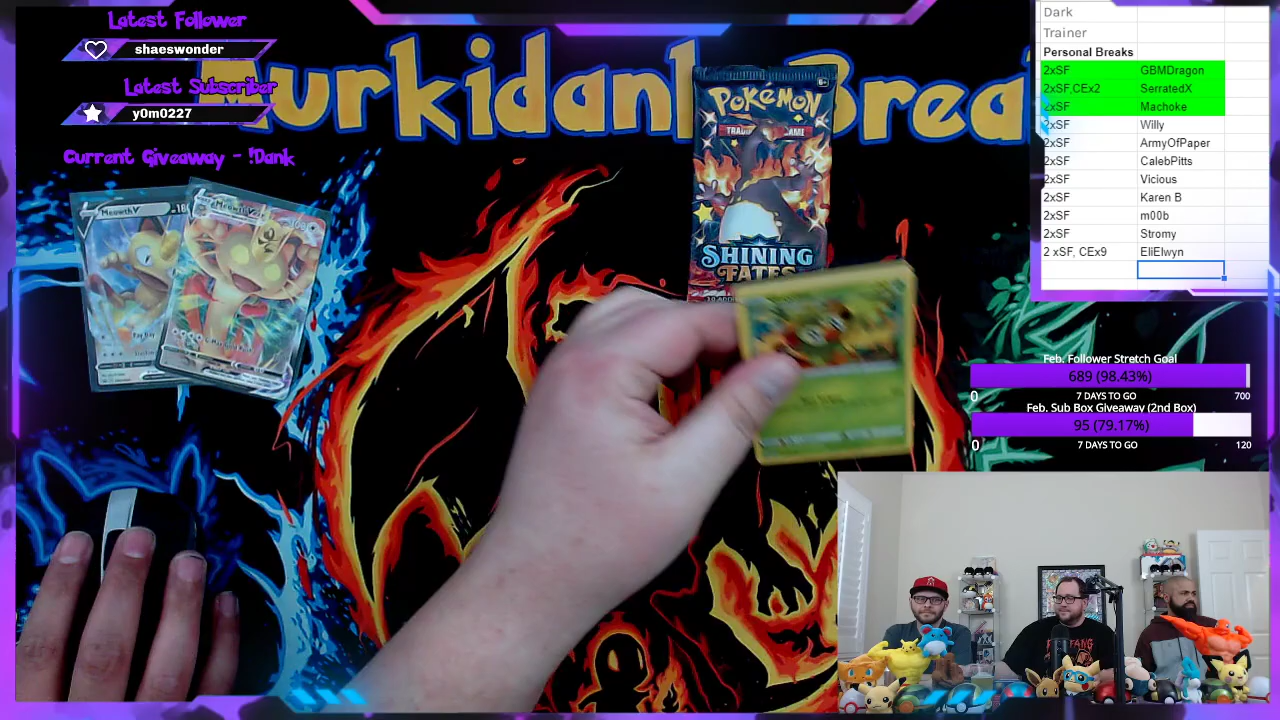 Latest Follower
shaeswonder
Latest Subscriber
y0m0227
Current Giveaway - !Dank
MeowthV
Pay Day
Pokémon
SHINING
FATES
Dark
Trainer
Personal Breaks
2xSF GBMDragon
2xSF,CEx2 SerratedX
2xSF Machoke
2xSF Willy
2xSF ArmyOfPaper
2xSF CalebPitts
2xSF Vicious
2xSF Karen B
2xSF m00b
2xSF Stromy
2 xSF, CEx9 EliElwyn
Feb. Follower Stretch Goal
689 (98.43%)
0 7 DAYS TO GO 700
Feb. Sub Box Giveaway (2nd Box)
95 (79.17%)
0 7 DAYS TO GO 120